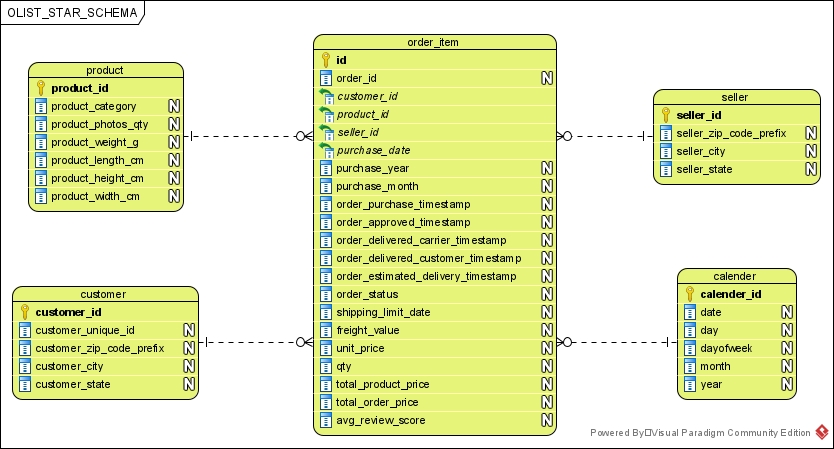 OLIST_STAR_SCHEMA
product
product_id
product_category N
product_photos_qty N
product_weight_g N
product_length_cm N
product_height_cm N
product_width_cm N
order_item
id
order_id N
customer_id
product_id
seller_id
purchase_date
purchase_year N
purchase_month N
order_purchase_timestamp N
order_approved_timestamp N
order_delivered_carrier_timestamp N
order_delivered_customer_timestamp N
order_estimated_delivery_timestamp N
order_status N
shipping_limit_date N
freight_value N
unit_price N
qty N
total_product_price N
total_order_price N
avg_review_score N
seller
seller_id
seller_zip_code_prefix N
seller_city N
seller_state N
customer
customer_id
customer_unique_id N
customer_zip_code_prefix N
customer_city N
customer_state N
calender
calender_id
date N
day N
dayofweek N
month N
year N
Powered By Visual Paradigm Community Edition